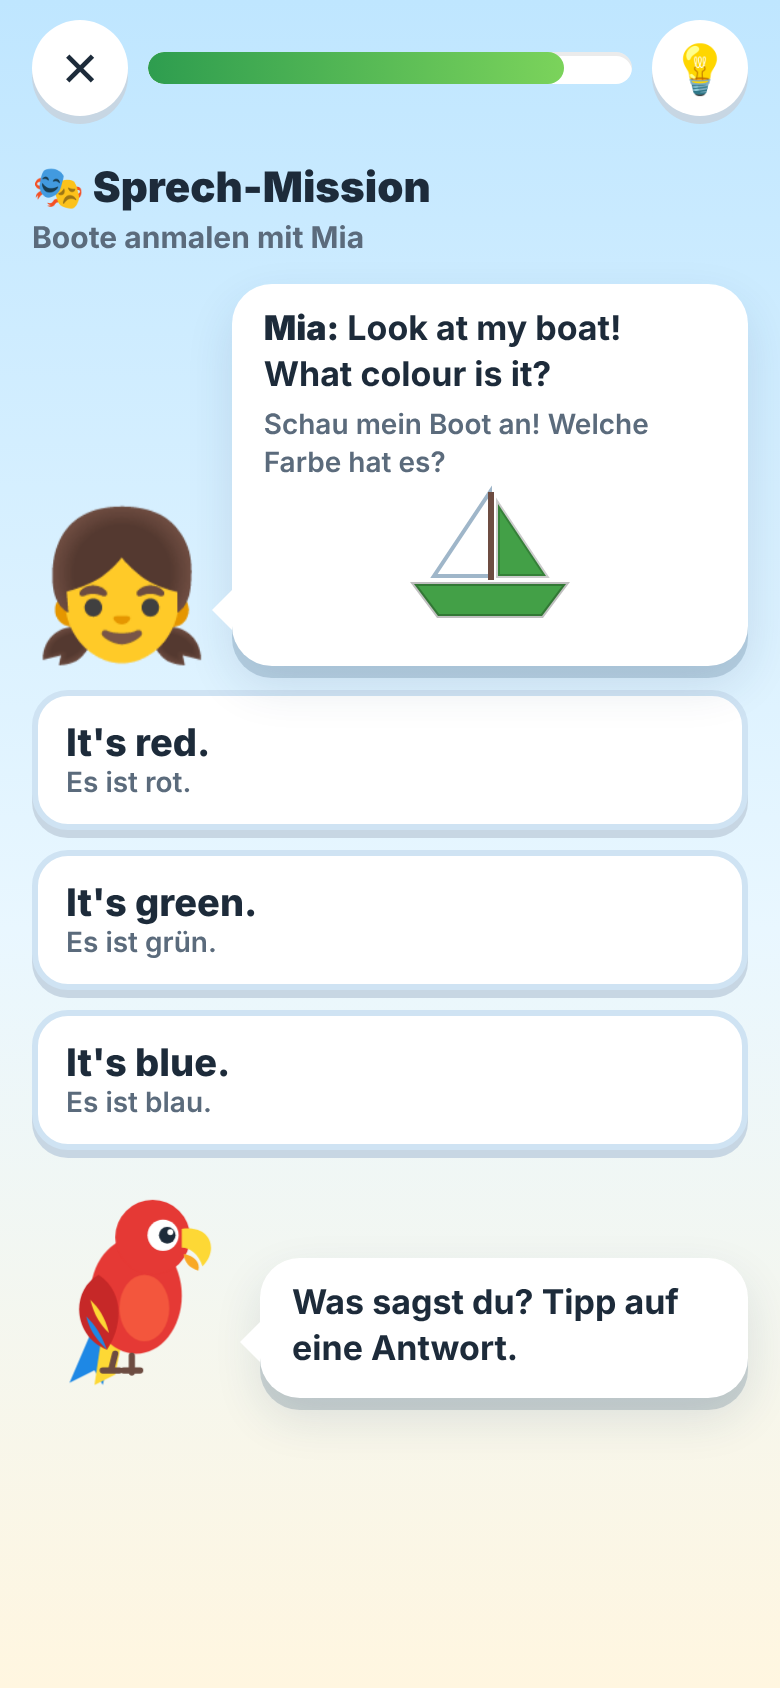 Sprech-Mission
Boote anmalen mit Mia
Mia: Look at my boat!
What colour is it?
Schau mein Boot an! Welche
Farbe hat es?
It's red.
Es ist rot.
It's green.
Es ist grün.
It's blue.
Es ist blau.
Was sagst du? Tipp auf
eine Antwort.